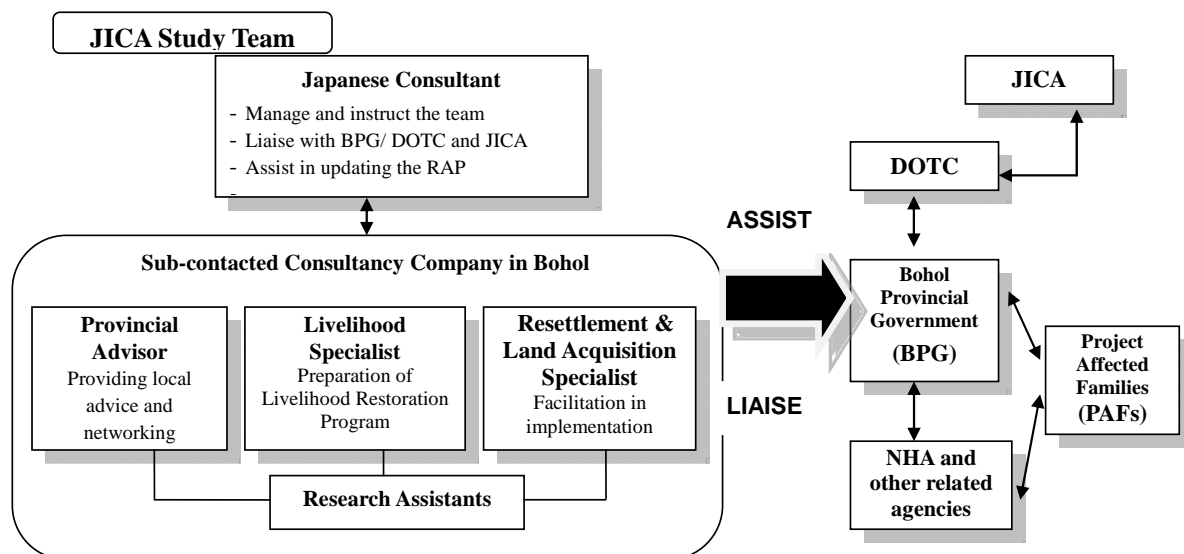 JICA Study Team
Japanese Consultant
- Manage and instruct the team
- Liaise with BPG/ DOTC and JICA
- Assist in updating the RAP
-
Sub-contacted Consultancy Company in Bohol
Provincial
Advisor
Providing local
advice and
networking
Livelihood
Specialist
Preparation of
Livelihood Restoration
Program
Resettlement &
Land Acquisition
Specialist
Facilitation in
implementation
Research Assistants
ASSIST
LIAISE
JICA
DOTC
Bohol
Provincial
Government
(BPG)
Project
Affected
Families
(PAFs)
NHA and
other related
agencies